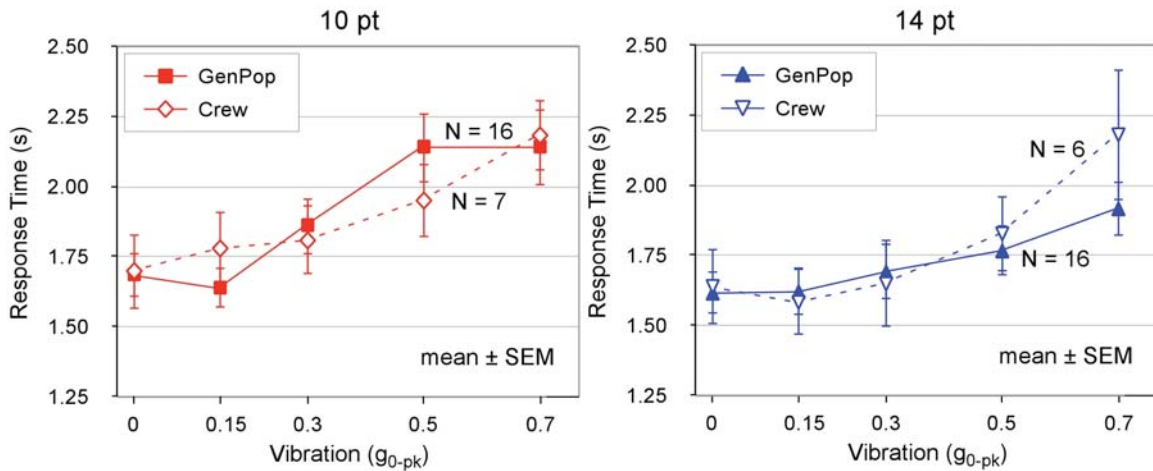 10 pt
2.50
2.25
2.00
1.75
1.50
1.25
Response Time (s)
GenPop
Crew
N = 16
N = 7
mean ± SEM
0 0.15 0.3 0.5 0.7
Vibration (g0-pk)
14 pt
2.50
2.25
2.00
1.75
1.50
1.25
Response Time (s)
GenPop
Crew
N = 6
N = 16
mean ± SEM
0 0.15 0.3 0.5 0.7
Vibration (g0-pk)